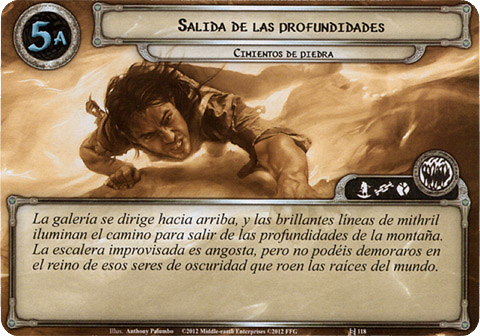 5A
SALIDA DE LAS PROFUNDIDADES
CIMIENTOS DE PIEDRA
La galería se dirige hacia arriba, y las brillantes líneas de mithril
iluminan el camino para salir de las profundidades de la montaña.
La escalera improvisada es angosta, pero no podéis demoraros en
el reino de esos seres de oscuridad que roen las raíces del mundo.
Illus. Anthony Palumbo ©2012 Middle-earth Enterprises ©2012 FFG 118